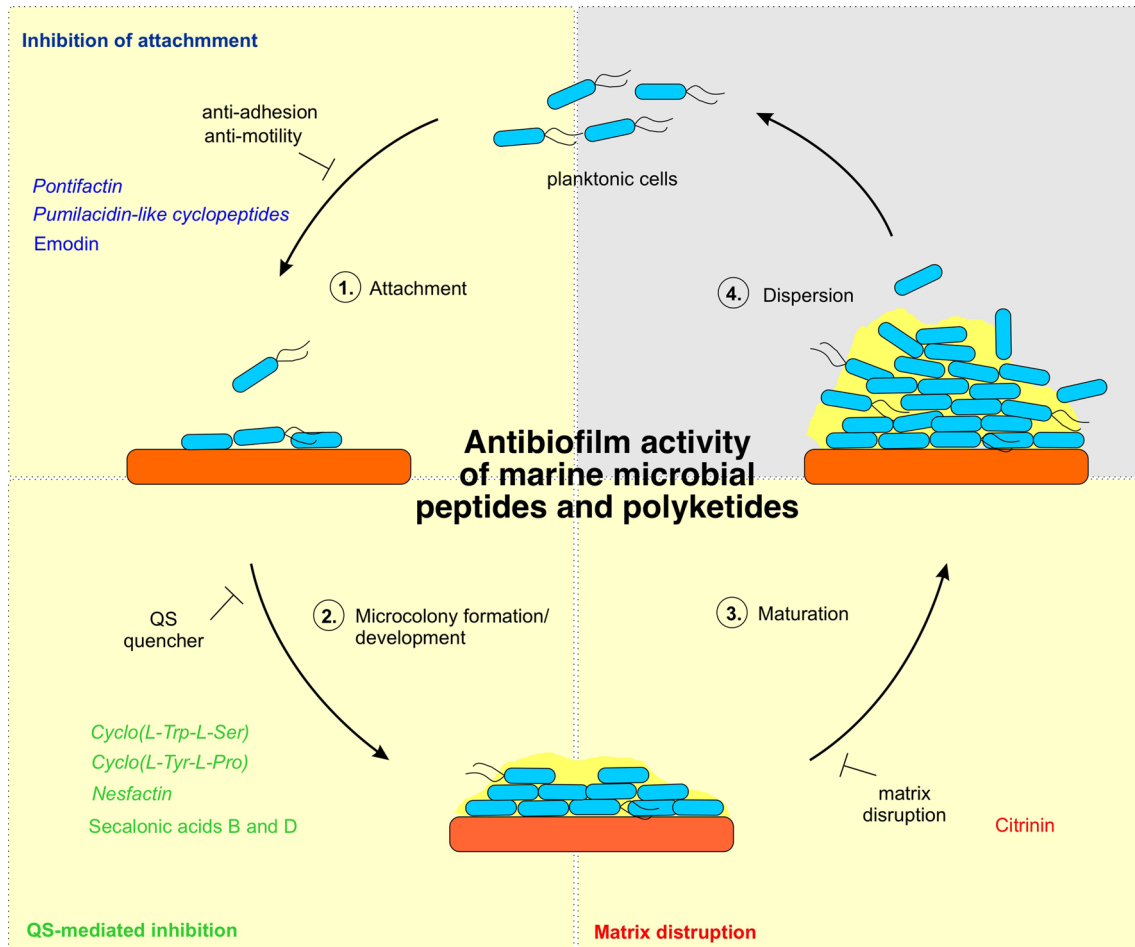 Inhibition of attachmment
anti-adhesion
anti-motility
Pontifactin
Pumilacidin-like cyclopeptides
Emodin
planktonic cells
1. Attachment
4. Dispersion
Antibiofilm activity
of marine microbial
peptides and polyketides
QS
quencher
2. Microcolony formation/
development
3. Maturation
Cyclo(L-Trp-L-Ser)
Cyclo(L-Tyr-L-Pro)
Nesfactin
Secalonic acids B and D
matrix
disruption
Citrinin
QS-mediated inhibition
Matrix distruption